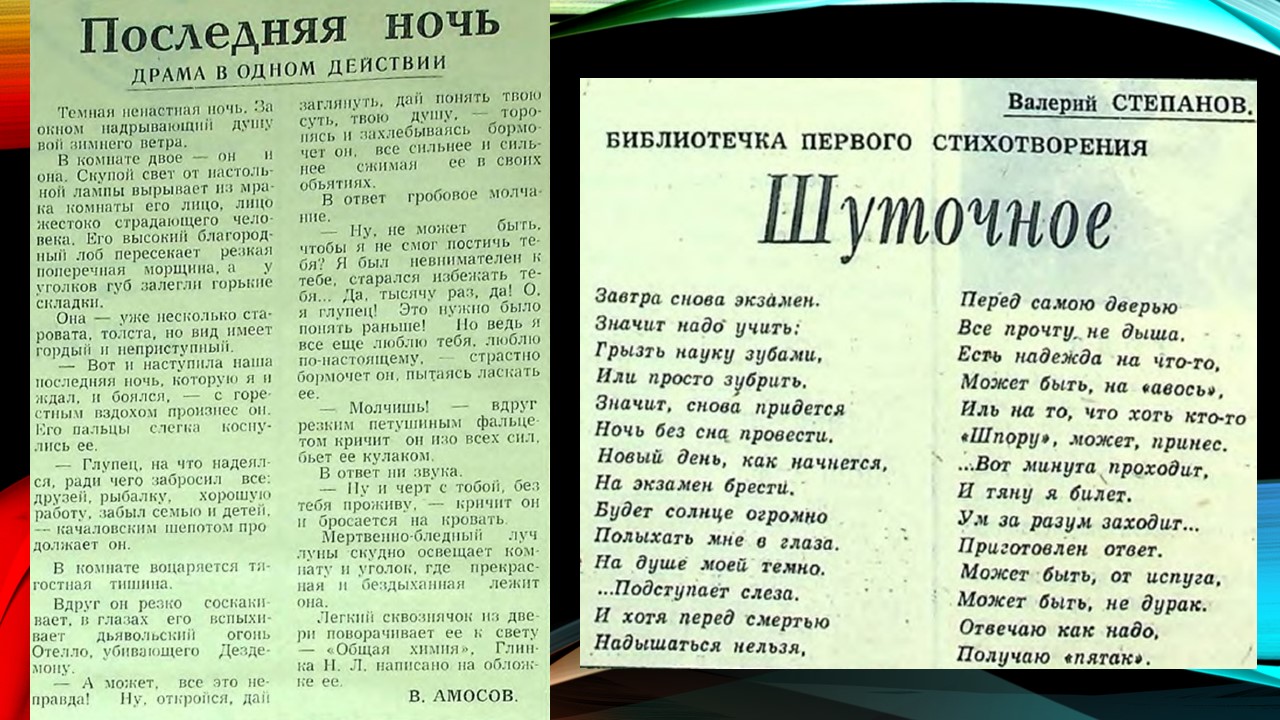 Последняя ночь
ДРАМА В ОДНОМ ДЕЙСТВИИ
Темная ненастная ночь. За
окном надрывающий душу
вой зимнего ветра.
В комнате двое — он и
она. Скупой свет от настоль-
ной лампы вырывает из мра-
ка комнаты его лицо, лицо
жестоко страдающего чело-
века. Его высокий благород-
ный лоб пересекает резкая
поперечная морщина, а у
уголков губ залегли горькие
складки.
Она — уже несколько ста-
ровата, толста, но вид имеет
гордый и неприступный.
— Вот и наступила наша
последняя ночь, которую я и
ждал, и боялся, — с горе-
стным вздохом произнес он.
Его пальцы слегка косну-
лись ее.
— Глупец, на что надеял-
ся, ради чего забросил все:
друзей, рыбалку, хорошую
работу, забыл семью и детей,
— качаловским шепотом про
должает он.
В комнате воцаряется тя-
гостная тишина.
Вдруг он резко соскаки-
вает, в глазах его вспыхи-
вает дьявольский огонь
Отелло, убивающего Дезде-
мону.
— А может, все это не-
правда! Ну, откройся, дай
заглянуть, дай понять твою
суть, твою душу, — торо-
пясь и захлебываясь бормо-
чет он, все сильнее и силь-
нее сжимая ее в своих
обьятиях.
В ответ гробовое молча-
ние.
— Ну, не может быть,
чтобы я не смог постичь те-
бя? Я был невнимателен к
тебе, старался избежать те-
бя... Да, тысячу раз, да! О,
я глупец! Это нужно было
понять раньше! Но ведь я
все еще люблю тебя, люблю
по-настоящему, — страстно
бормочет он, пытаясь ласкать
ее.
— Молчишь! — вдруг
резким петушиным фальце-
том кричит он изо всех сил,
бьет ее кулаком.
В ответ ни звука.
— Ну и черт с тобой, без
тебя проживу, — кричит он
и бросается на кровать.
Мертвенно-бледный луч
луны скудно освещает ком-
нату и уголок, где прекрас-
ная и бездыханная лежит
она.
Легкий сквознячок из две-
ри поворачивает ее к свету
— «Общая химия», Глин-
ка Н. Л. написано на облож-
ке ее.
В. АМОСОВ.
Валерий СТЕПАНОВ.
БИБЛИОТЕЧКА ПЕРВОГО СТИХОТВОРЕНИЯ
Шуточное
Завтра снова экзамен.
Значит надо учить:
Грызть науку зубами,
Или просто зубрить.
Значит, снова придется
Ночь без сна провести.
Новый день, как начнется,
На экзамен брести.
Будет солнце огромно
Полыхать мне в глаза.
На душе моей темно.
...Подступает слеза.
И хотя перед смертью
Надышаться нельзя,
Перед самою дверью
Все прочту, не дыша.
Есть надежда на что-то,
Может быть, на «авось»,
Иль на то, что хоть кто-то
«Шпору», может, принес.
...Вот минута проходит,
И тяну я билет.
Ум за разум заходит...
Приготовлен ответ.
Может быть, от испуга,
Может быть, не дурак.
Отвечаю как надо,
Получаю «пятак».